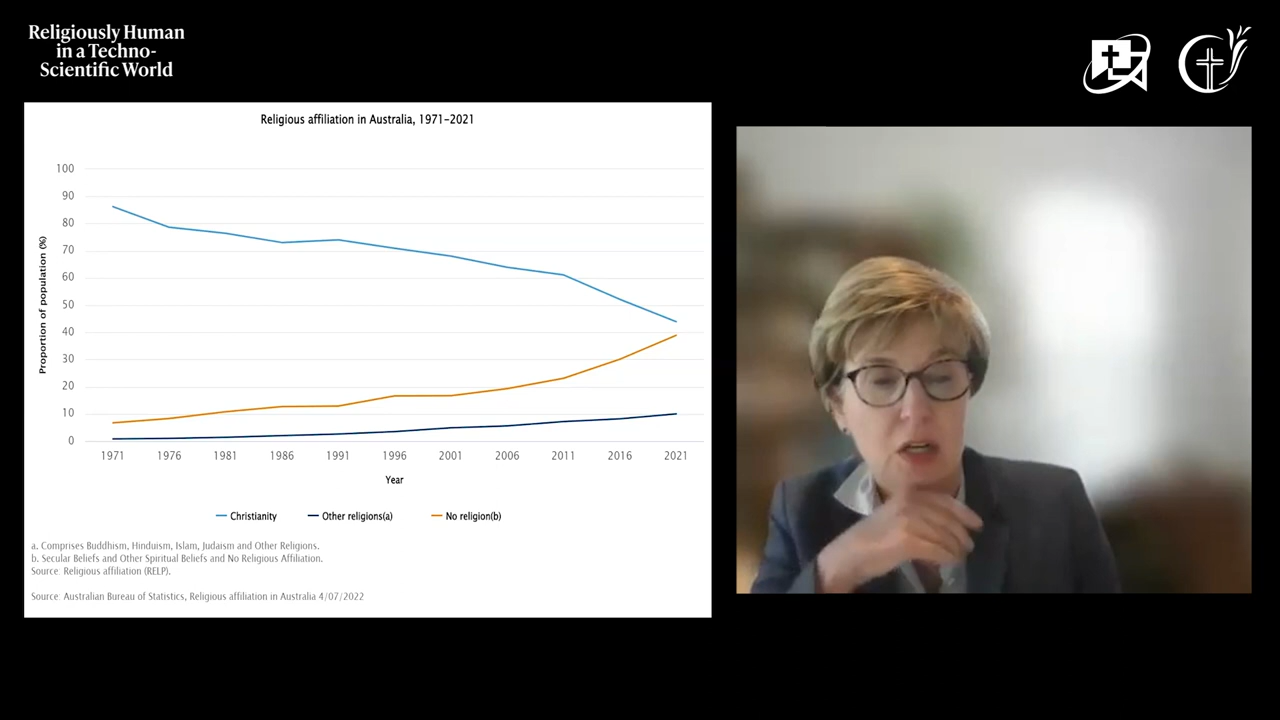 Religiously Human
in a Techno-
Scientific World
Religious affiliation in Australia, 1971–2021
Proportion of population (%)
100
90
80
70
60
50
40
30
20
10
0
1971 1976 1981 1986 1991 1996 2001 2006 2011 2016 2021
Year
Christianity Other religions(a) No religion(b)
a. Comprises Buddhism, Hinduism, Islam, Judaism and Other Religions.
b. Secular Beliefs and Other Spiritual Beliefs and No Religious Affiliation.
Source: Religious affiliation (RELP).
Source: Australian Bureau of Statistics, Religious affiliation in Australia 4/07/2022